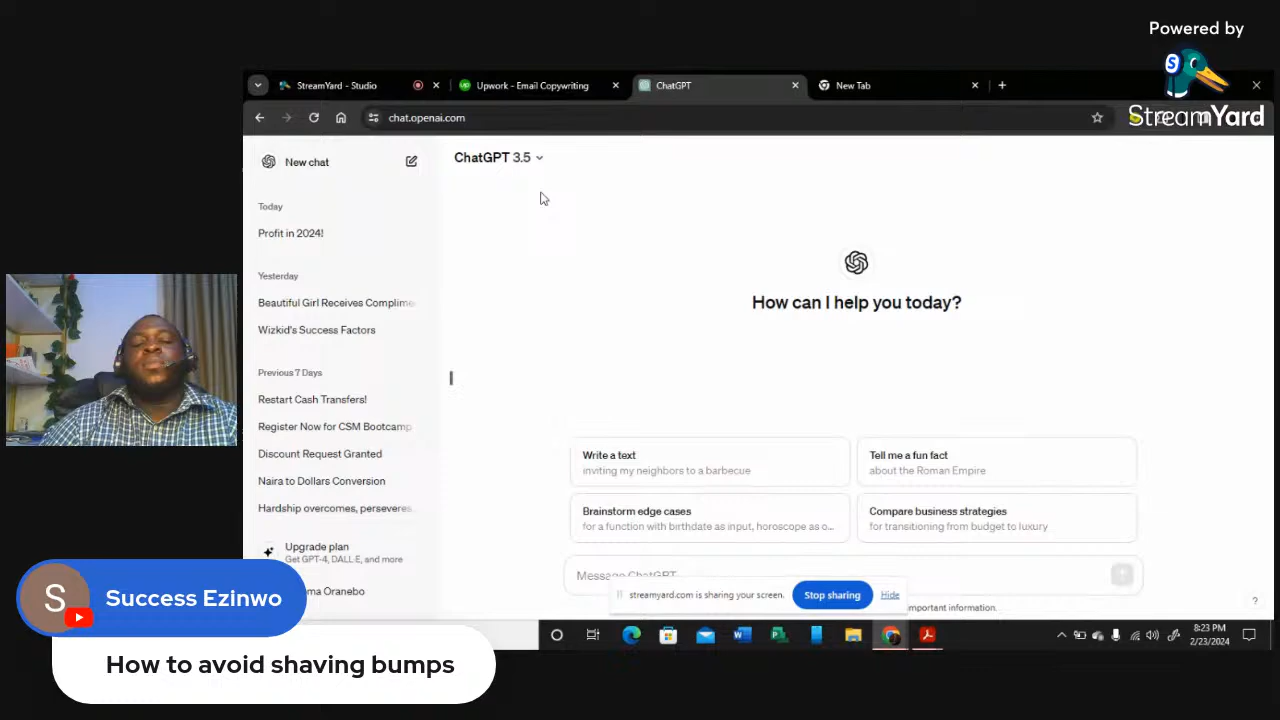 Powered by
StreamYard
StreamYard - Studio
Upwork - Email Copywriting
ChatGPT
New Tab
chat.openai.com
New chat
ChatGPT 3.5
Today
Profit in 2024!
Yesterday
Beautiful Girl Receives Complime
Wizkid's Success Factors
Previous 7 Days
Restart Cash Transfers!
Register Now for CSM Bootcamp
Discount Request Granted
Naira to Dollars Conversion
Hardship overcomes, perseveres
Upgrade plan
Get GPT-4, DALL·E, and more
ma Oranebo
How can I help you today?
Write a text
inviting my neighbors to a barbecue
Tell me a fun fact
about the Roman Empire
Brainstorm edge cases
for a function with birthdate as input, horoscope as o...
Compare business strategies
for transitioning from budget to luxury
Message ChatGPT
streamyard.com is sharing your screen.
Stop sharing
Hide
important information.
?
8:23 PM
2/23/2024
S
Success Ezinwo
How to avoid shaving bumps